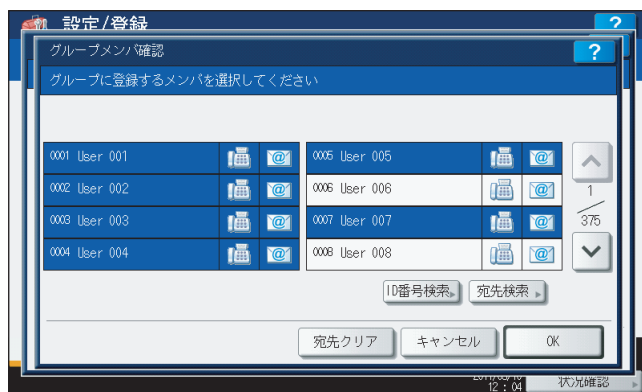 設定/登録
?
グループメンバ確認
?
グループに登録するメンバを選択してください
0001 User 001
0005 User 005
0002 User 002
0006 User 006
1
0003 User 003
0007 User 007
375
0004 User 004
0008 User 008
ID番号検索
宛先検索
宛先クリア
キャンセル
OK
12:04
状況確認